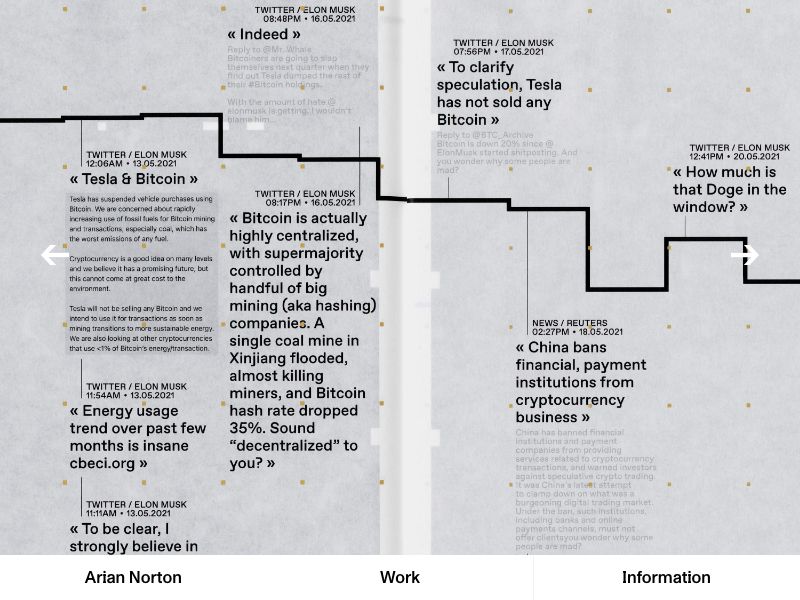 TWITTER / ELON MUSK
08:48PM • 16.05.2021
« Indeed »
Reply to @Mr. Whale
Bitcoiners are going to slap
themselves next quarter when they
find out Tesla dumped the rest of
their #Bitcoin holdings.
With the amount of hate @
elonmusk is getting, I wouldn't
blame him...
TWITTER / ELON MUSK
12:06AM • 13.05.2021
« Tesla & Bitcoin »
Tesla has suspended vehicle purchases using
Bitcoin. We are concerned about rapidly
increasing use of fossil fuels for Bitcoin mining
and transactions, especially coal, which has
the worst emissions of any fuel.
Cryptocurrency is a good idea on many levels
and we believe it has a promising future, but
this cannot come at great cost to the
environment.
Tesla will not be selling any Bitcoin and we
intend to use it for transactions as soon as
mining transitions to more sustainable energy.
We are also looking at other cryptocurrencies
that use <1% of Bitcoin's energy/transaction.
TWITTER / ELON MUSK
11:54AM • 13.05.2021
« Energy usage
trend over past few
months is insane
cbeci.org »
TWITTER / ELON MUSK
11:11AM • 13.05.2021
« To be clear, I
strongly believe in
TWITTER / ELON MUSK
08:17PM • 16.05.2021
« Bitcoin is actually
highly centralized,
with supermajority
controlled by
handful of big
mining (aka hashing)
companies. A
single coal mine in
Xinjiang flooded,
almost killing
miners, and Bitcoin
hash rate dropped
35%. Sound
“decentralized” to
you? »
TWITTER / ELON MUSK
07:56PM • 17.05.2021
« To clarify
speculation, Tesla
has not sold any
Bitcoin »
Reply to @BTC_Archive
Bitcoin is down 20% since @
ElonMusk started shitposting. And
you wonder why some people are
mad?
NEWS / REUTERS
02:27PM • 18.05.2021
« China bans
financial, payment
institutions from
cryptocurrency
business »
China has banned financial
institutions and payment
companies from providing
services related to cryptocurrency
transactions, and warned investors
against speculative crypto trading.
It was China's latest attempt
to clamp down on what was a
burgeoning digital trading market.
Under the ban, such institutions,
including banks and online
payments channels, must not
offer clientsyou wonder why some
people are mad?
TWITTER / ELON MUSK
12:41PM • 20.05.2021
« How much is
that Doge in the
window? »
Arian Norton
Work
Information